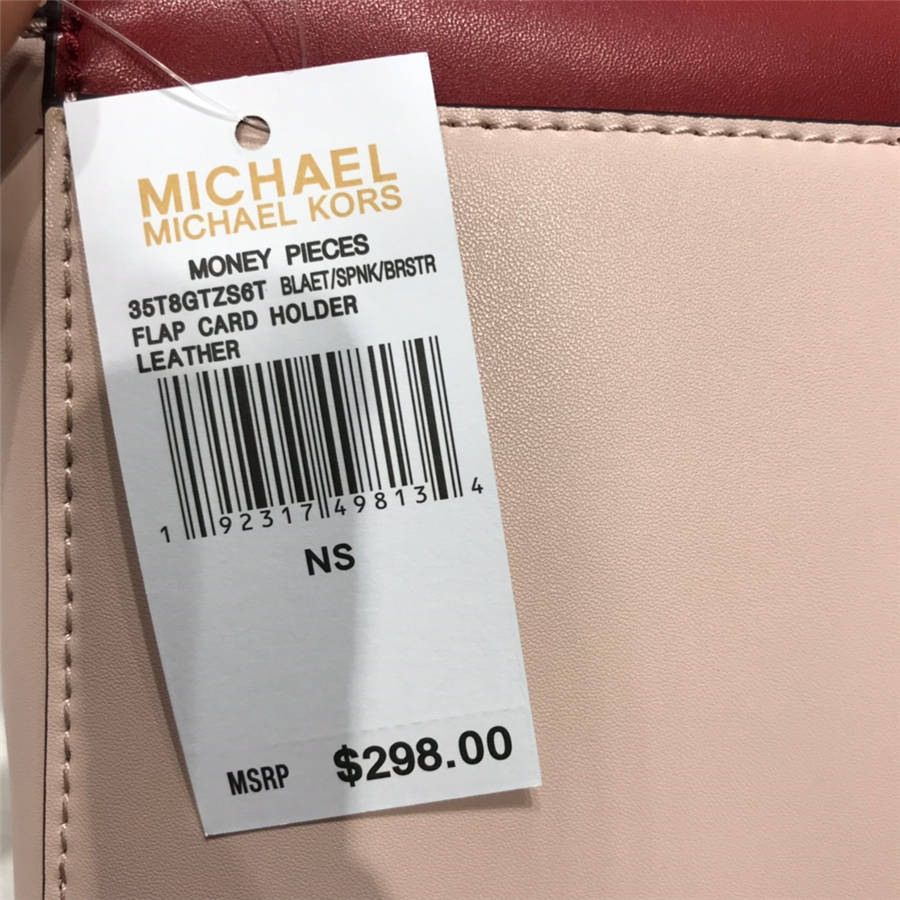 MICHAEL
MICHAEL KORS
MONEY PIECES
35T8GTZS6T BLAET/SPNK/BRSTR
FLAP CARD HOLDER
LEATHER
1 92317 49813 4
NS
MSRP $298.00